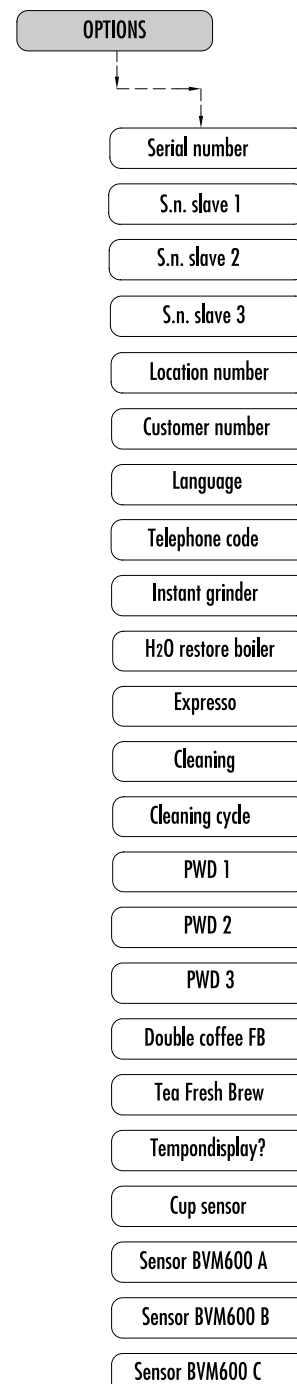 OPTIONS
Serial number
S.n. slave 1
S.n. slave 2
S.n. slave 3
Location number
Customer number
Language
Telephone code
Instant grinder
H2O restore boiler
Expresso
Cleaning
Cleaning cycle
PWD 1
PWD 2
PWD 3
Double coffee FB
Tea Fresh Brew
Tempondisplay?
Cup sensor
Sensor BVM600 A
Sensor BVM600 B
Sensor BVM600 C